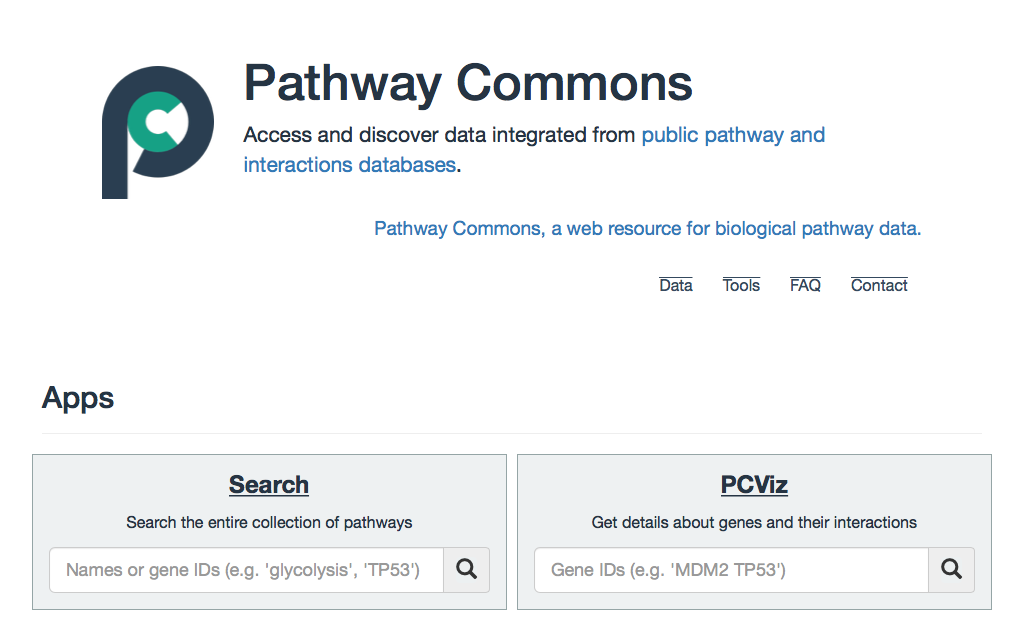 Pathway Commons
Access and discover data integrated from public pathway and
interactions databases.
Pathway Commons, a web resource for biological pathway data.
Data Tools FAQ Contact
Apps
Search
Search the entire collection of pathways
Names or gene IDs (e.g. 'glycolysis', 'TP53')
PCViz
Get details about genes and their interactions
Gene IDs (e.g. 'MDM2 TP53')